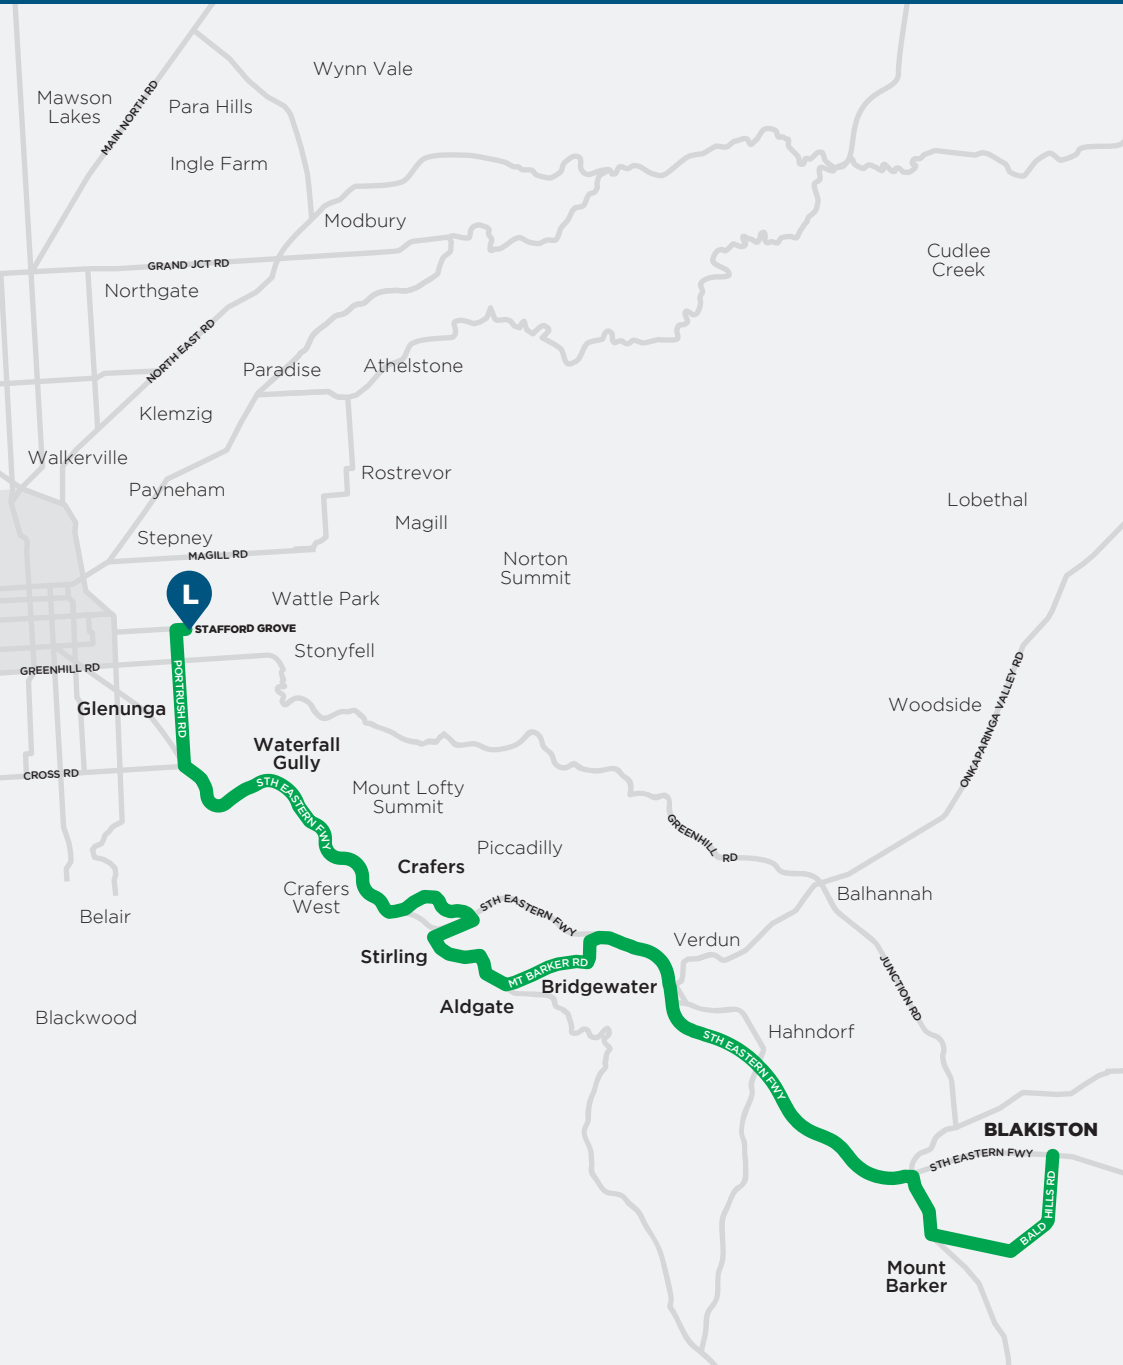 Wynn Vale
Mawson
Lakes
MAIN NORTH RD
Para Hills
Ingle Farm
Modbury
Cudlee
Creek
GRAND JCT RD
Northgate
NORTH EAST RD
Paradise
Athelstone
Klemzig
Walkerville
Rostrevor
Payneham
Lobethal
Magill
Stepney
MAGILL RD
Norton
Summit
L
Wattle Park
STAFFORD GROVE
Stonyfell
GREENHILL RD
PORTRUSH RD
Glenunga
Woodside
ONKAPARINGA VALLEY RD
Waterfall
Gully
CROSS RD
STH EASTERN FWY
Mount Lofty
Summit
GREENHILL RD
Piccadilly
Crafers
Crafers
West
STH EASTERN FWY
Balhannah
Belair
Verdun
Stirling
MT BARKER RD
Bridgewater
JUNCTION RD
Aldgate
Blackwood
Hahndorf
STH EASTERN FWY
BLAKISTON
STH EASTERN FWY
BALD HILLS RD
Mount
Barker